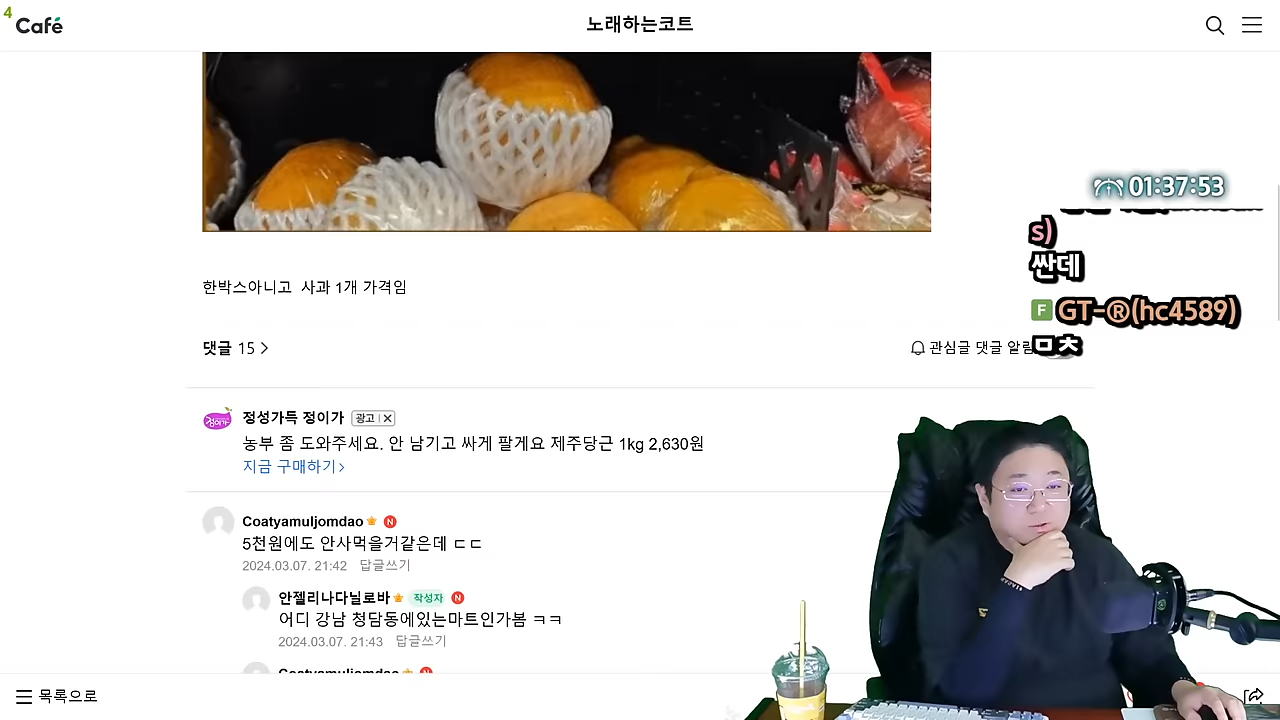 4
Café
노래하는코트
01:37:53
s)
싼데
F GT-®(hc4589)
ㅁㅊ
한박스아니고 사과 1개 가격임
댓글 15
관심글 댓글 알림
정이가
정성가득 정이가 광고
농부 좀 도와주세요. 안 남기고 싸게 팔게요 제주당근 1kg 2,630원
지금 구매하기
Coatyamuljomdao N
5천원에도 안사먹을거같은데 ㄷㄷ
2024.03.07. 21:42 답글쓰기
안젤리나다닐로바 작성자 N
어디 강남 청담동에있는마트인가봄 ㅋㅋ
2024.03.07. 21:43 답글쓰기
Coatyamuljomdao N
목록으로